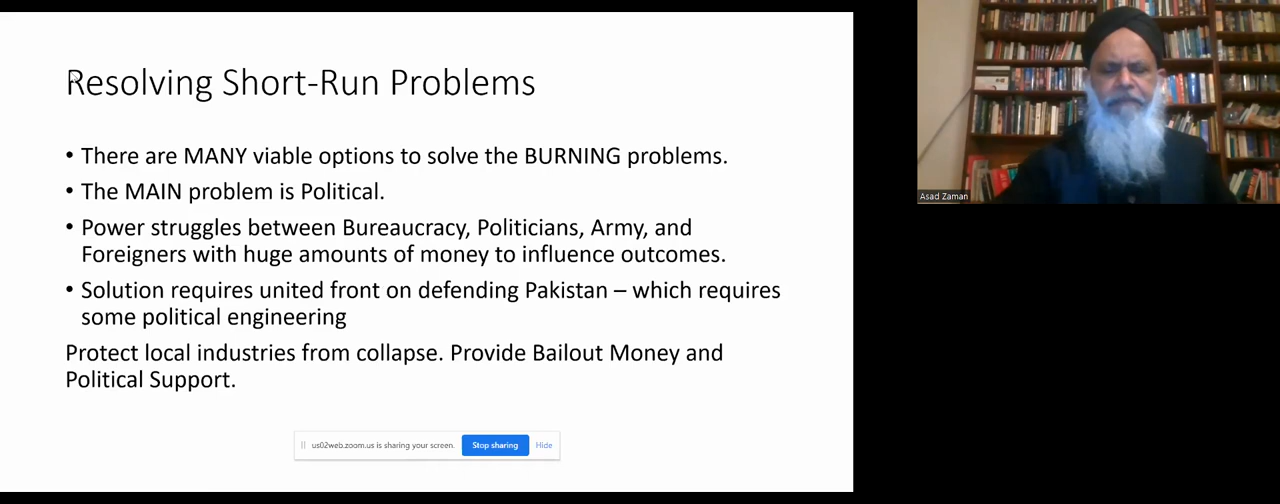 Resolving Short-Run Problems
• There are MANY viable options to solve the BURNING problems.
• The MAIN problem is Political.
• Power struggles between Bureaucracy, Politicians, Army, and
Foreigners with huge amounts of money to influence outcomes.
• Solution requires united front on defending Pakistan – which requires
some political engineering
Protect local industries from collapse. Provide Bailout Money and
Political Support.
us02web.zoom.us is sharing your screen. Stop sharing Hide
Asad Zaman